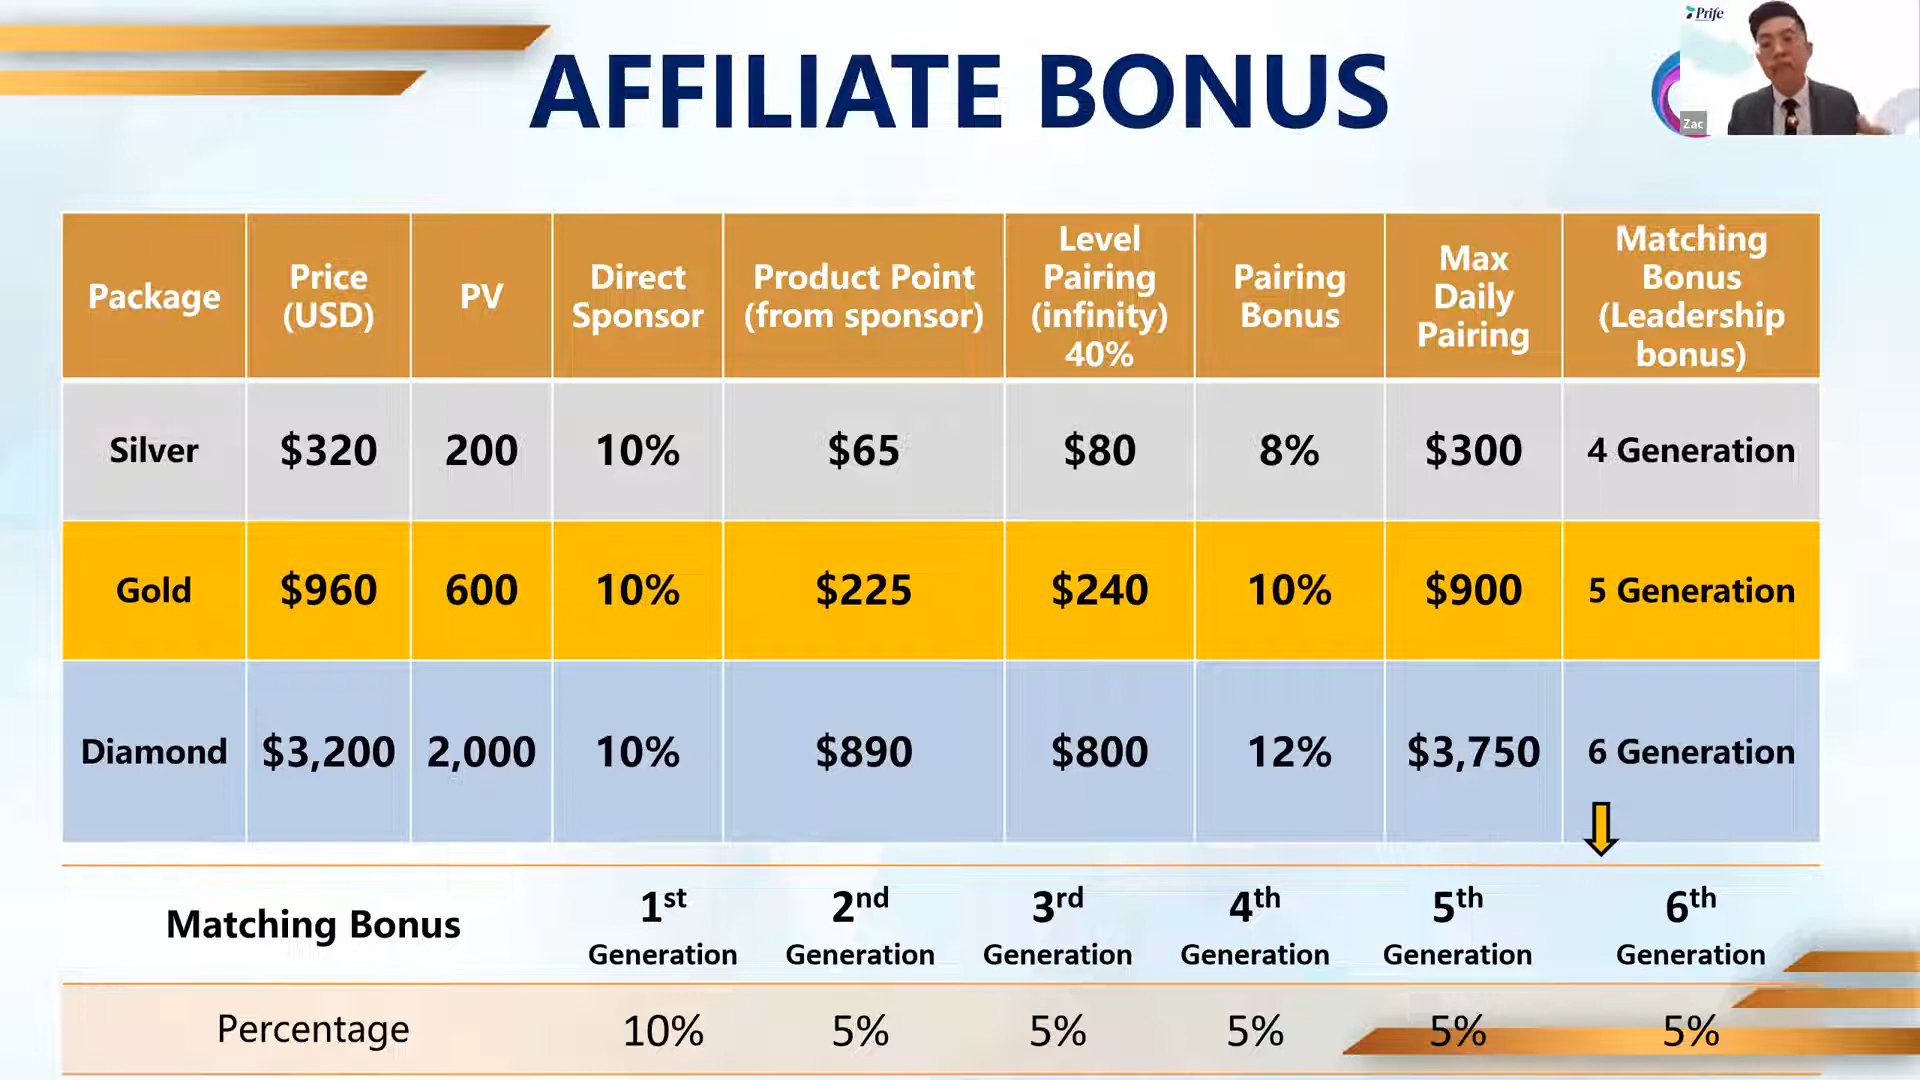 Prife
Zac
AFFILIATE BONUS
Package
Price
(USD)
PV
Direct
Sponsor
Product Point
(from sponsor)
Level
Pairing
(infinity)
40%
Pairing
Bonus
Max
Daily
Pairing
Matching
Bonus
(Leadership
bonus)
Silver $320 200 10% $65 $80 8% $300 4 Generation
Gold $960 600 10% $225 $240 10% $900 5 Generation
Diamond $3,200 2,000 10% $890 $800 12% $3,750 6 Generation
Matching Bonus
1st
Generation
2nd
Generation
3rd
Generation
4th
Generation
5th
Generation
6th
Generation
Percentage 10% 5% 5% 5% 5% 5%